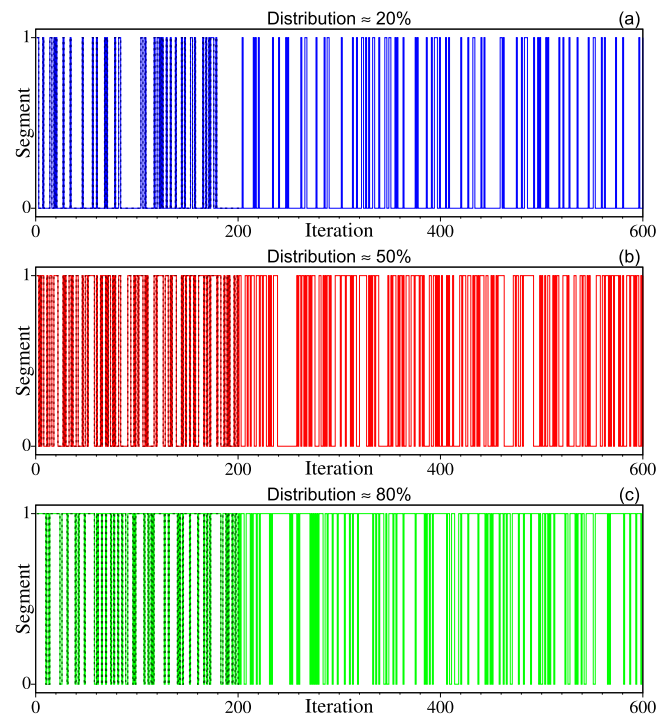 Distribution ≈ 20%
(a)
1
Segment
0
0
200
Iteration
400
600
Distribution ≈ 50%
(b)
1
Segment
0
0
200
Iteration
400
600
Distribution ≈ 80%
(c)
1
Segment
0
0
200
Iteration
400
600